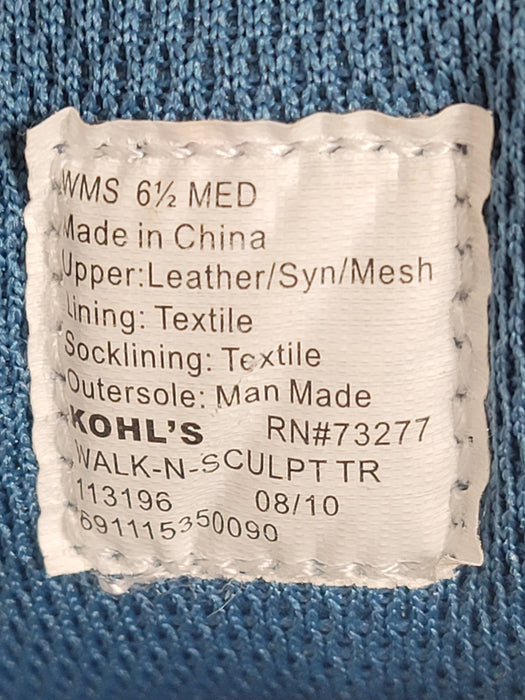 WMS 6½ MED
Made in China
Upper:Leather/Syn/Mesh
Lining: Textile
Socklining: Textile
Outersole: Man Made
KOHL'S RN#73277
WALK-N-SCULPT TR
113196 08/10
691115350090